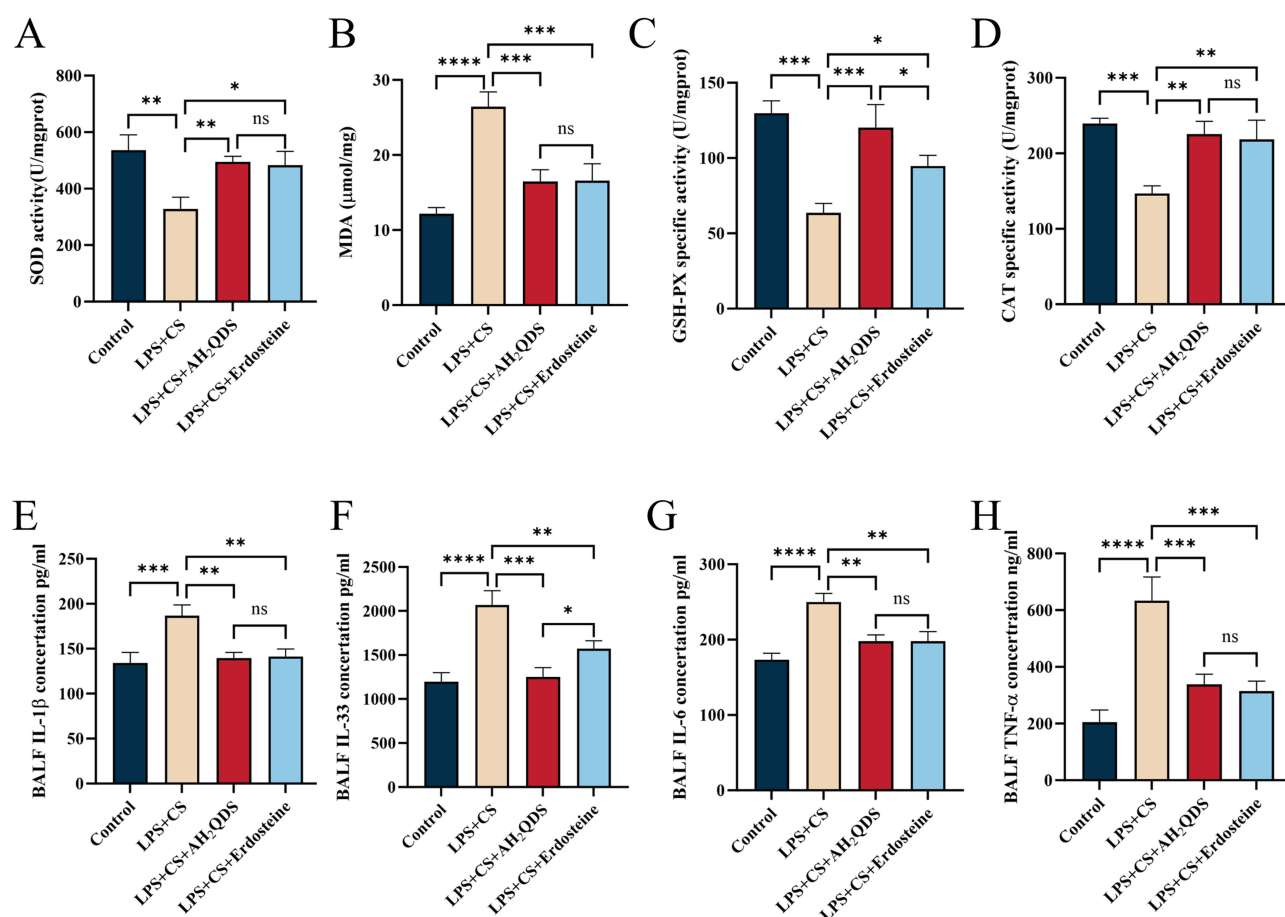 A
SOD activity(U/mgprot)
800
600
400
200
0
**
*
**
ns
Control
LPS+CS
LPS+CS+AH₂QDS
LPS+CS+Erdosteine
B
MDA (μmol/mg)
30
20
10
0
***
****
***
ns
Control
LPS+CS
LPS+CS+AH₂QDS
LPS+CS+Erdosteine
C
GSH-PX specific activity (U/mgprot)
150
100
50
0
*
***
***
*
Control
LPS+CS
LPS+CS+AH₂QDS
LPS+CS+Erdosteine
D
CAT specific activity (U/mgprot)
300
200
100
0
**
***
**
ns
Control
LPS+CS
LPS+CS+AH₂QDS
LPS+CS+Erdosteine
E
BALF IL-1β concertation pg/ml
250
200
150
100
50
0
**
***
**
ns
Control
LPS+CS
LPS+CS+AH₂QDS
LPS+CS+Erdosteine
F
BALF IL-33 concertation pg/ml
2500
2000
1500
1000
500
0
**
****
***
*
Control
LPS+CS
LPS+CS+AH₂QDS
LPS+CS+Erdosteine
G
BALF IL-6 concertation pg/ml
300
200
100
0
**
****
**
ns
Control
LPS+CS
LPS+CS+AH₂QDS
LPS+CS+Erdosteine
H
BALF TNF-α concertration ng/ml
800
600
400
200
0
***
****
***
ns
Control
LPS+CS
LPS+CS+AH₂QDS
LPS+CS+Erdosteine